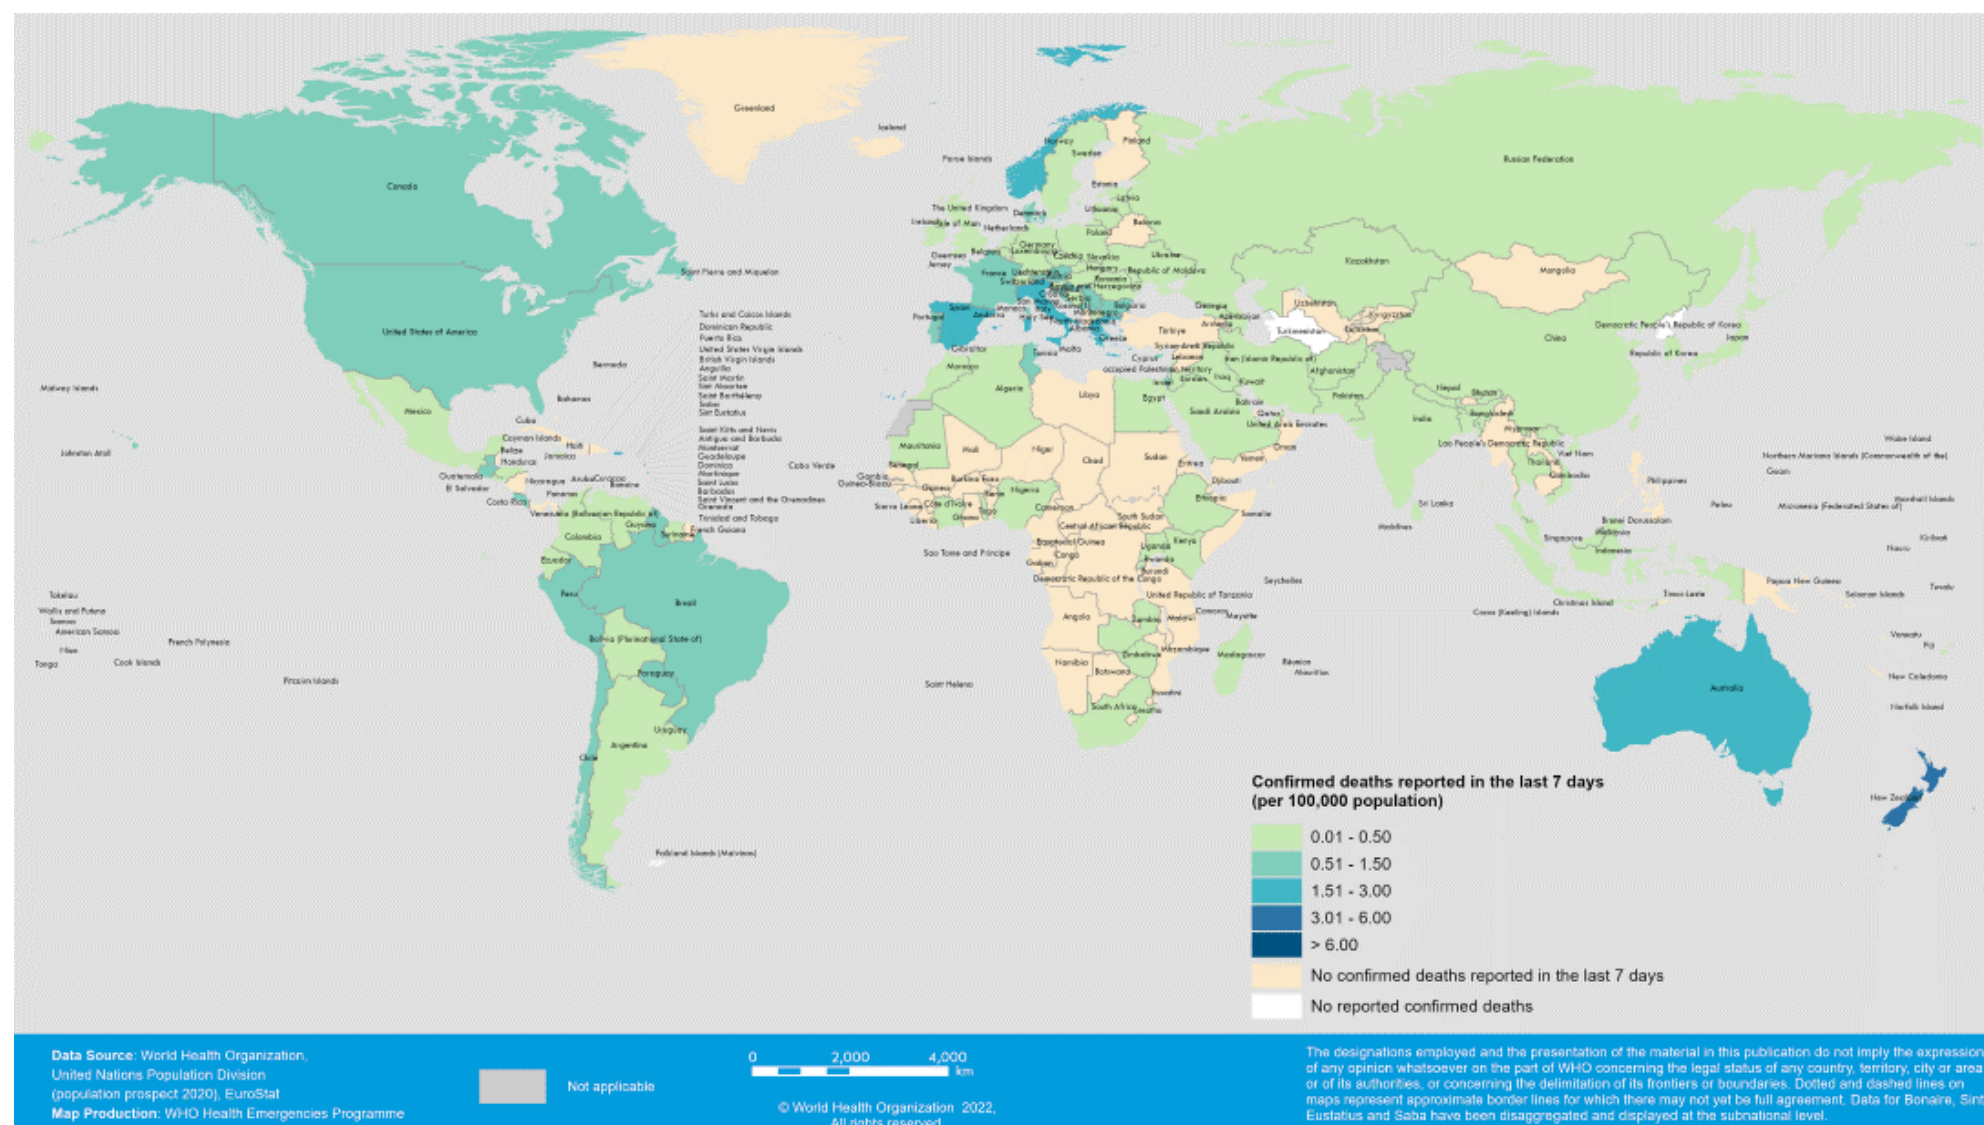 Greenland
Iceland
Norway
Finland
Sweden
Faroe Islands
Russian Federation
Canada
Estonia
Latvia
The United Kingdom
Denmark
Lithuania
Isle of Man
Netherlands
Belarus
Poland
Germany
Guernsey
Belgium
Czechia
Slovakia
Ukraine
Jersey
Kazakhstan
Saint Pierre and Miquelon
France
Liechtenstein
Hungary
Republic of Moldova
Mongolia
Switzerland
Romania
Uzbekistan
Spain
Andorra
Monaco
Italy
Bulgaria
Georgia
Kyrgyzstan
Turks and Caicos Islands
Portugal
Azerbaijan
Democratic People's Republic of Korea
Dominican Republic
Albania
Türkiye
Armenia
Turkmenistan
United States of America
Puerto Rico
Greece
China
Japan
United States Virgin Islands
Gibraltar
Tunisia
Malta
Syrian Arab Republic
Republic of Korea
British Virgin Islands
Cyprus
Lebanon
Iran (Islamic Republic of)
Bermuda
Anguilla
Morocco
occupied Palestinian territory
Afghanistan
Saint Martin
Israel
Jordan
Iraq
Kuwait
Midway Islands
Sint Maarten
Algeria
Libya
Egypt
Pakistan
Nepal
Bhutan
Saint Barthélemy
Bahamas
Saba
Bahrain
Mexico
Sint Eustatius
Saudi Arabia
Qatar
India
Bangladesh
Cuba
United Arab Emirates
Myanmar
Saint Kitts and Nevis
Cayman Islands
Antigua and Barbuda
Haiti
Mauritania
Mali
Niger
Oman
Lao People's Democratic Republic
Wake Island
Johnston Atoll
Belize
Montserrat
Jamaica
Viet Nam
Northern Mariana Islands (Commonwealth of the)
Honduras
Guadeloupe
Chad
Sudan
Yemen
Thailand
Dominica
Cabo Verde
Senegal
Eritrea
Guam
Guatemala
Martinique
Gambia
Burkina Faso
Cambodia
Nicaragua
Aruba
Curaçao
Saint Lucia
Guinea-Bissau
Guinea
Benin
Nigeria
Djibouti
Philippines
El Salvador
Bonaire
Barbados
Ethiopia
Panama
Saint Vincent and the Grenadines
Marshall Islands
Costa Rica
Grenada
Sierra Leone
Côte d'Ivoire
Cameroon
Sri Lanka
Palau
Micronesia (Federated States of)
Venezuela (Bolivarian Republic of)
Trinidad and Tobago
Liberia
Ghana
Togo
South Sudan
Somalia
Guyana
Central African Republic
Maldives
Brunei Darussalam
Colombia
Suriname
French Guiana
Malaysia
Equatorial Guinea
Uganda
Kenya
Singapore
Kiribati
Sao Tome and Principe
Congo
Indonesia
Nauru
Ecuador
Gabon
Rwanda
Burundi
Democratic Republic of the Congo
Seychelles
Papua New Guinea
Tuvalu
Tokelau
Peru
Brazil
United Republic of Tanzania
Timor-Leste
Solomon Islands
Christmas Island
Wallis and Futuna
Comoros
Mayotte
Cocos (Keeling) Islands
Samoa
Angola
Zambia
Malawi
American Samoa
Bolivia (Plurinational State of)
Vanuatu
French Polynesia
Fiji
Niue
Zimbabwe
Mozambique
Madagascar
Tonga
Cook Islands
Namibia
Réunion
Paraguay
Botswana
Mauritius
New Caledonia
Pitcairn Islands
Saint Helena
Australia
Eswatini
South Africa
Lesotho
Norfolk Island
Uruguay
Argentina
Chile
New Zealand
Falkland Islands (Malvinas)
Confirmed deaths reported in the last 7 days
(per 100,000 population)
0.01 - 0.50
0.51 - 1.50
1.51 - 3.00
3.01 - 6.00
> 6.00
No confirmed deaths reported in the last 7 days
No reported confirmed deaths
Data Source: World Health Organization,
United Nations Population Division
(population prospect 2020), EuroStat
Map Production: WHO Health Emergencies Programme
Not applicable
0 2,000 4,000
km
© World Health Organization 2022,
All rights reserved
The designations employed and the presentation of the material in this publication do not imply the expression
of any opinion whatsoever on the part of WHO concerning the legal status of any country, territory, city or area
or of its authorities, or concerning the delimitation of its frontiers or boundaries. Dotted and dashed lines on
maps represent approximate border lines for which there may not yet be full agreement. Data for Bonaire, Sint
Eustatius and Saba have been disaggregated and displayed at the subnational level.